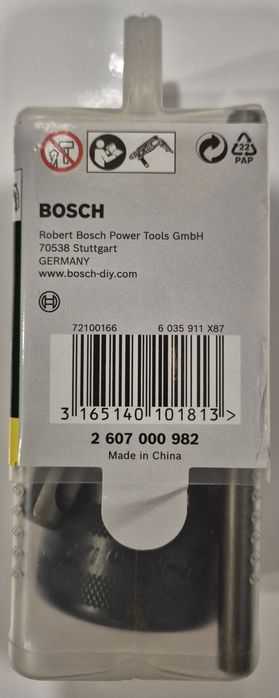 22
PAP
BOSCH
Robert Bosch Power Tools GmbH
70538 Stuttgart
GERMANY
www.bosch-diy.com
72100166 6 035 911 X87
3 165140 101813 >
2 607 000 982
Made in China